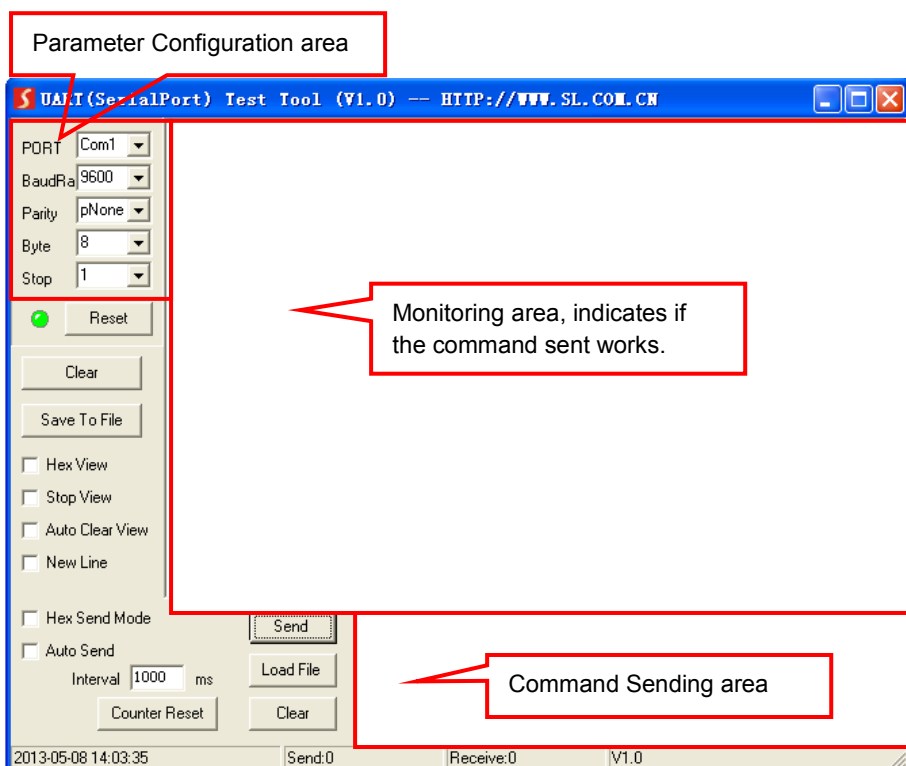 Parameter Configuration area
UART(SerialPort) Test Tool (V1.0) —— HTTP://WWW.SL.COM.CN
PORT Com1
BaudRa 9600
Parity pNone
Byte 8
Stop 1
Reset
Monitoring area, indicates if
the command sent works.
Clear
Save To File
Hex View
Stop View
Auto Clear View
New Line
Hex Send Mode
Send
Auto Send
Load File
Interval 1000 ms
Command Sending area
Counter Reset
Clear
2013-05-08 14:03:35 Send:0 Receive:0 V1.0